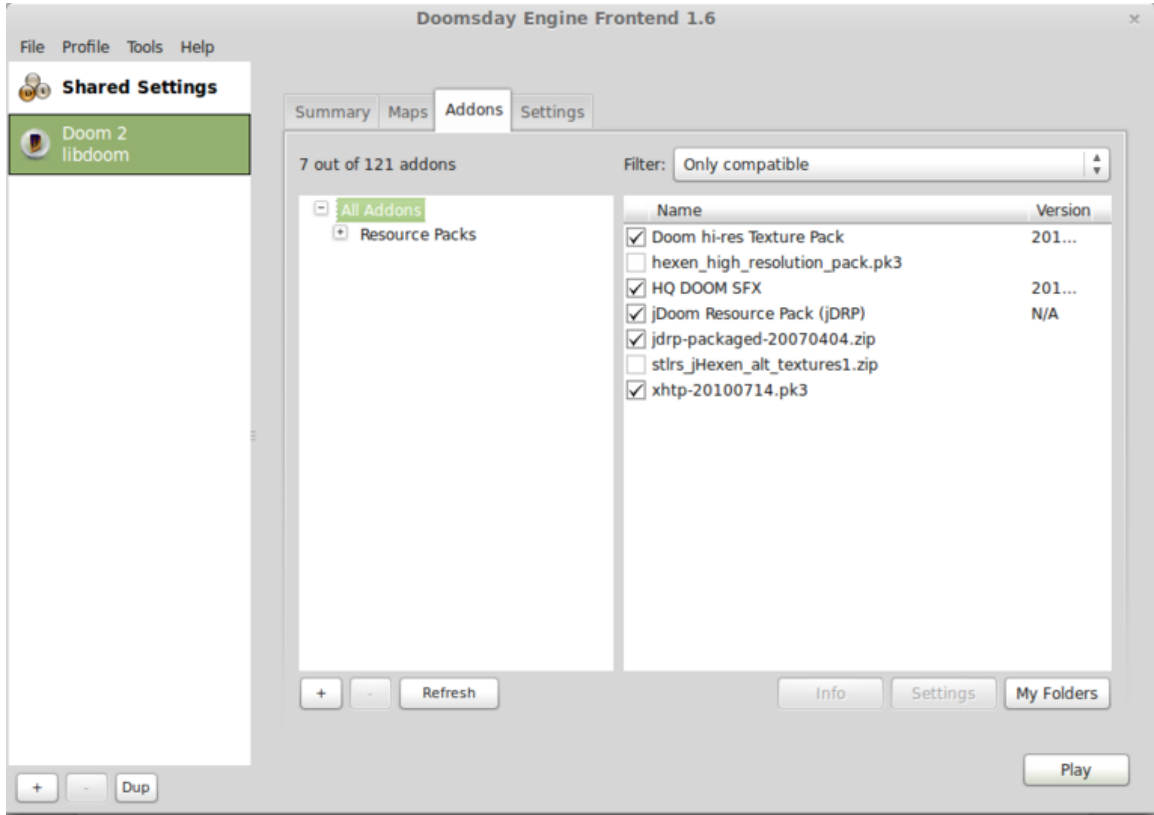 Doomsday Engine Frontend 1.6
File Profile Tools Help
Shared Settings
Doom 2
libdoom
Summary Maps Addons Settings
7 out of 121 addons
Filter: Only compatible
All Addons
Resource Packs
Name Version
Doom hi-res Texture Pack 201...
hexen_high_resolution_pack.pk3
HQ DOOM SFX 201...
jDoom Resource Pack (jDRP) N/A
jdrp-packaged-20070404.zip
stlrs_jHexen_alt_textures1.zip
xhtp-20100714.pk3
+ - Refresh
Info Settings My Folders
Play
+ - Dup